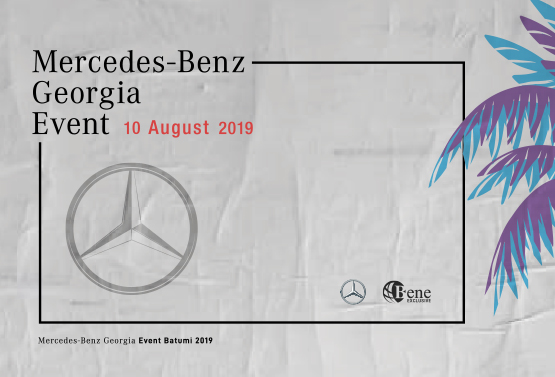 Mercedes-Benz
Georgia
Event 10 August 2019
Bene
EXCLUSIVE
Mercedes-Benz Georgia Event Batumi 2019